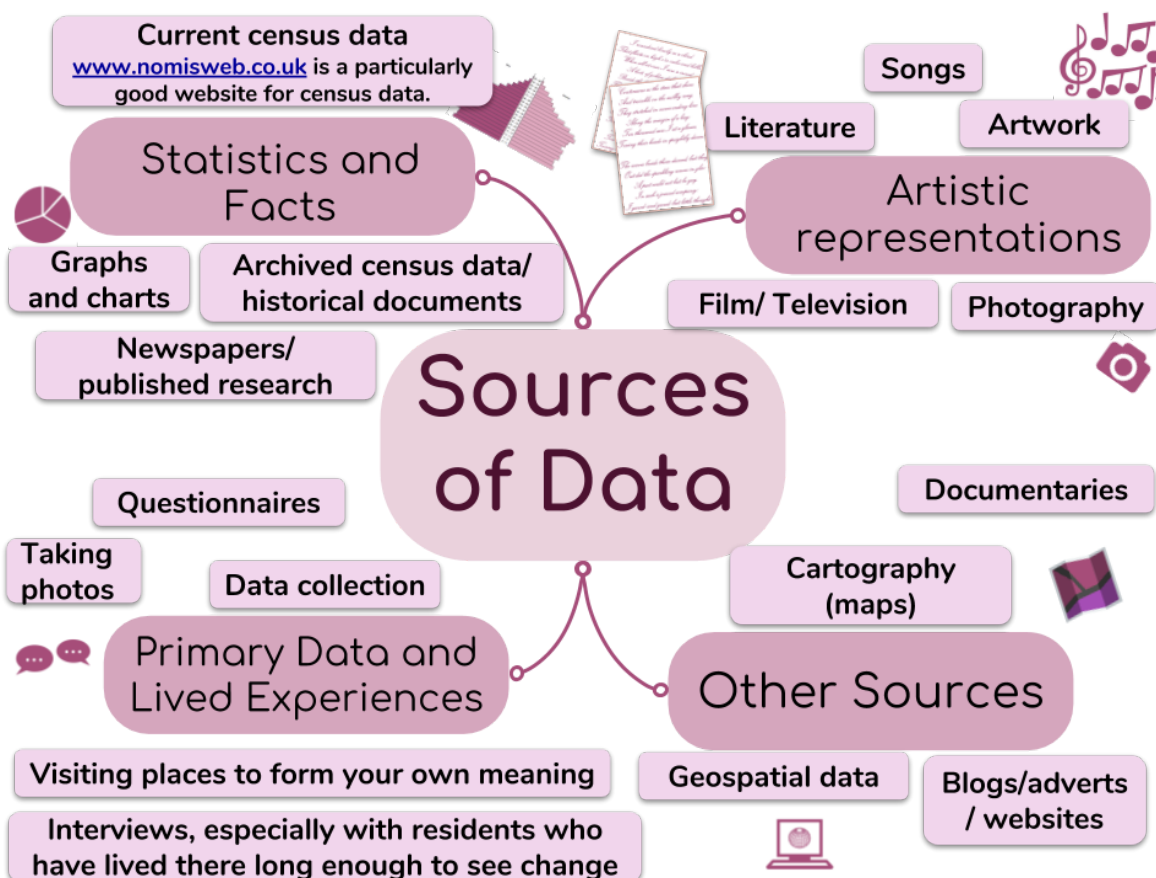 Current census data
www.nomisweb.co.uk is a particularly
good website for census data.
Statistics and
Facts
Graphs
and charts
Archived census data/
historical documents
Newspapers/
published research
Songs
Literature
Artwork
Artistic
representations
Film/ Television
Photography
Sources
of Data
Questionnaires
Taking
photos
Data collection
Primary Data and
Lived Experiences
Visiting places to form your own meaning
Interviews, especially with residents who
have lived there long enough to see change
Documentaries
Cartography
(maps)
Other Sources
Geospatial data
Blogs/adverts
/ websites